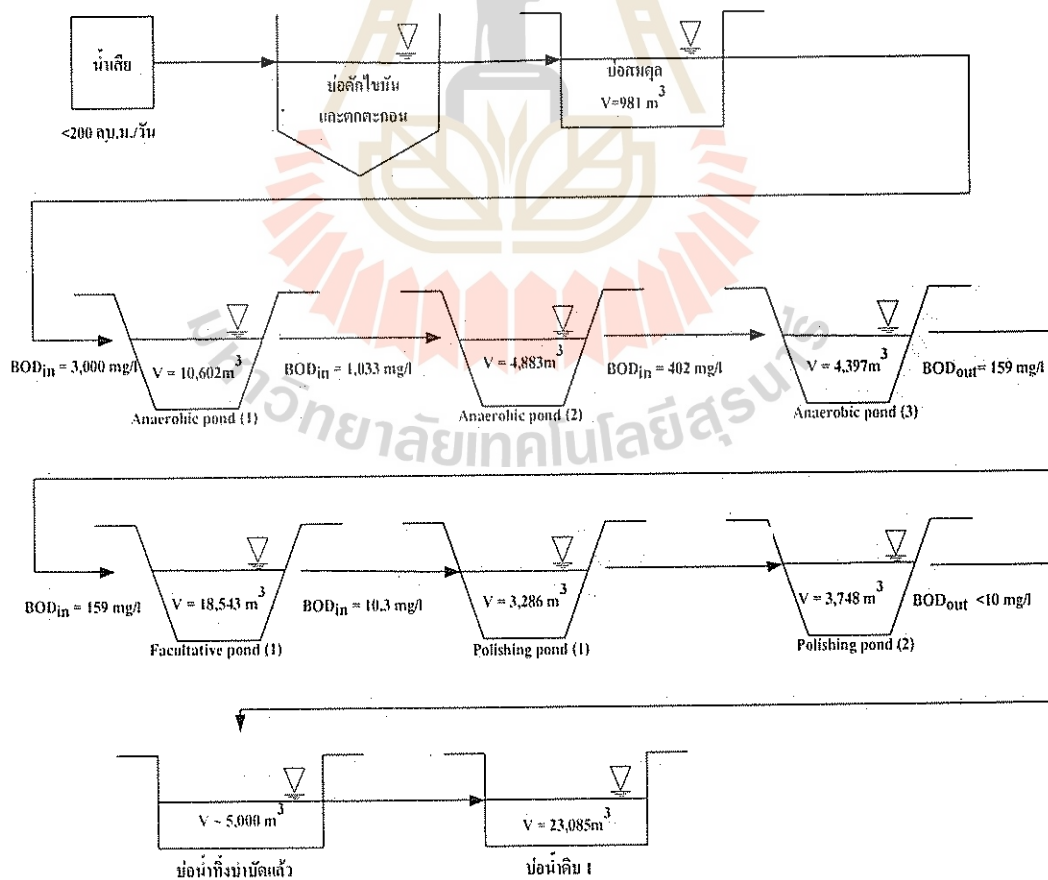 น้ำเสีย
<200 ลบ.ม./วัน
บ่อดักไขมัน
และตกตะกอน
บ่อสมดุล
V=981 m³
BODin = 3,000 mg/l
V = 10,602m³
Anaerobic pond (1)
BODin = 1,033 mg/l
V = 4,883m³
Anaerobic pond (2)
BODin = 402 mg/l
V = 4,397m³
Anaerobic pond (3)
BODout= 159 mg/l
มหาวิทยาลัยเทคโนโลยีสุรนารี
BODin = 159 mg/l
V = 18,543 m³
Facultative pond (1)
BODin = 10.3 mg/l
V = 3,286 m³
Polishing pond (1)
V = 3,748 m³
Polishing pond (2)
BODout <10 mg/l
V ~ 5,000 m³
บ่อน้ำทิ้งบำบัดแล้ว
V = 23,085m³
บ่อน้ำดิบ 1